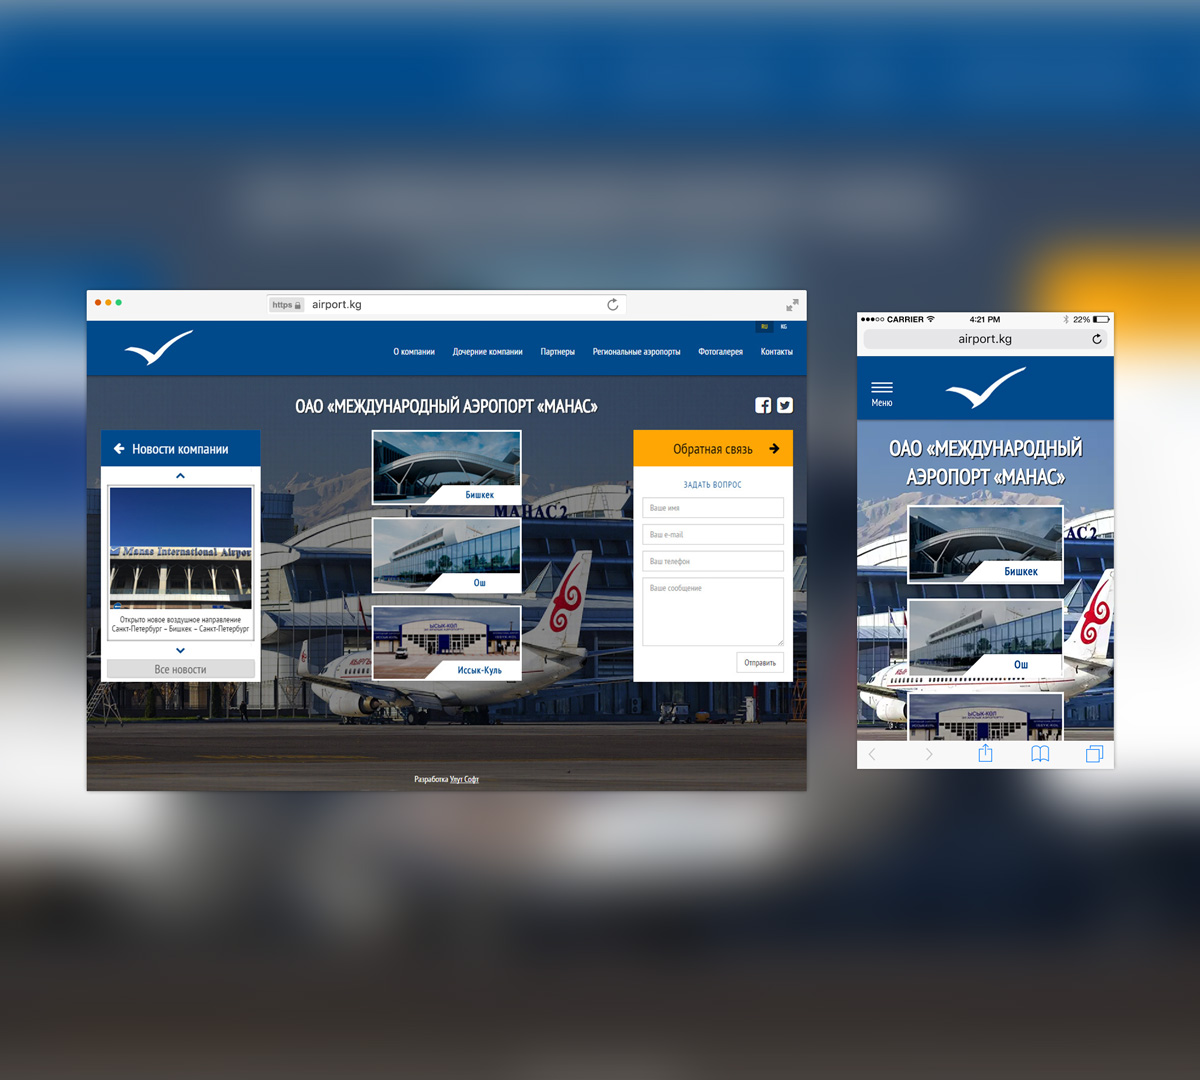 https airport.kg
RU KG
О компании Дочерние компании Партнеры Региональные аэропорты Фотогалерея Контакты
ОАО «МЕЖДУНАРОДНЫЙ АЭРОПОРТ «МАНАС»
Новости компании
Manas International Airpor
Открыто новое воздушное направление
Санкт-Петербург – Бишкек – Санкт-Петербург
Все новости
Бишкек
МАНАС2
Ош
ЫСЫК-КӨЛ
Иссык-Куль
Обратная связь
ЗАДАТЬ ВОПРОС
Ваше имя
Ваш e-mail
Ваш телефон
Ваше сообщение
Отправить
Разработка Улут Софт
CARRIER 4:21 PM 22%
airport.kg
Меню
ОАО «МЕЖДУНАРОДНЫЙ
АЭРОПОРТ «МАНАС»
АС2
Бишкек
Ош
ЫСЫК-КӨЛ